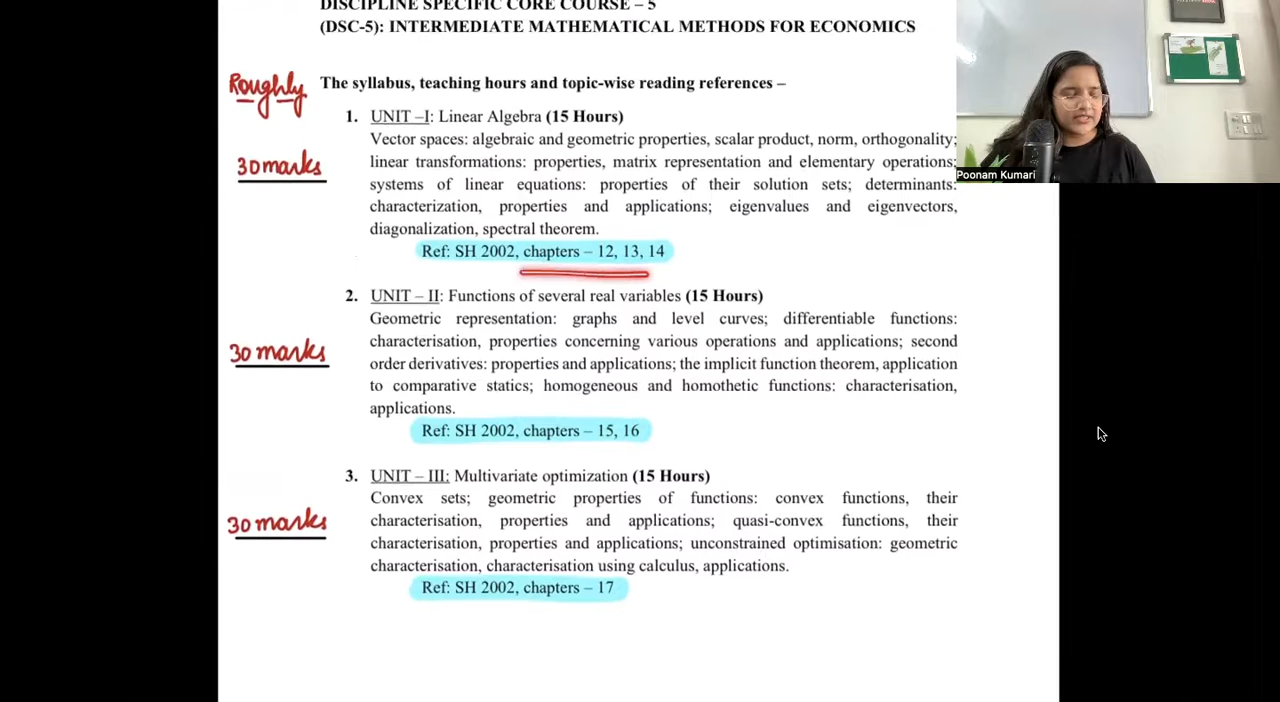 DISCIPLINE SPECIFIC CORE COURSE – 5
(DSC-5): INTERMEDIATE MATHEMATICAL METHODS FOR ECONOMICS
Roughly
The syllabus, teaching hours and topic-wise reading references –
1. UNIT –I: Linear Algebra (15 Hours)
30 marks
Vector spaces: algebraic and geometric properties, scalar product, norm, orthogonality;
linear transformations: properties, matrix representation and elementary operations;
systems of linear equations: properties of their solution sets; determinants:
characterization, properties and applications; eigenvalues and eigenvectors,
diagonalization, spectral theorem.
Ref: SH 2002, chapters – 12, 13, 14
2. UNIT – II: Functions of several real variables (15 Hours)
30 marks
Geometric representation: graphs and level curves; differentiable functions:
characterisation, properties concerning various operations and applications; second
order derivatives: properties and applications; the implicit function theorem, application
to comparative statics; homogeneous and homothetic functions: characterisation,
applications.
Ref: SH 2002, chapters – 15, 16
3. UNIT – III: Multivariate optimization (15 Hours)
30 marks
Convex sets; geometric properties of functions: convex functions, their
characterisation, properties and applications; quasi-convex functions, their
characterisation, properties and applications; unconstrained optimisation: geometric
characterisation, characterisation using calculus, applications.
Ref: SH 2002, chapters – 17
Poonam Kumari